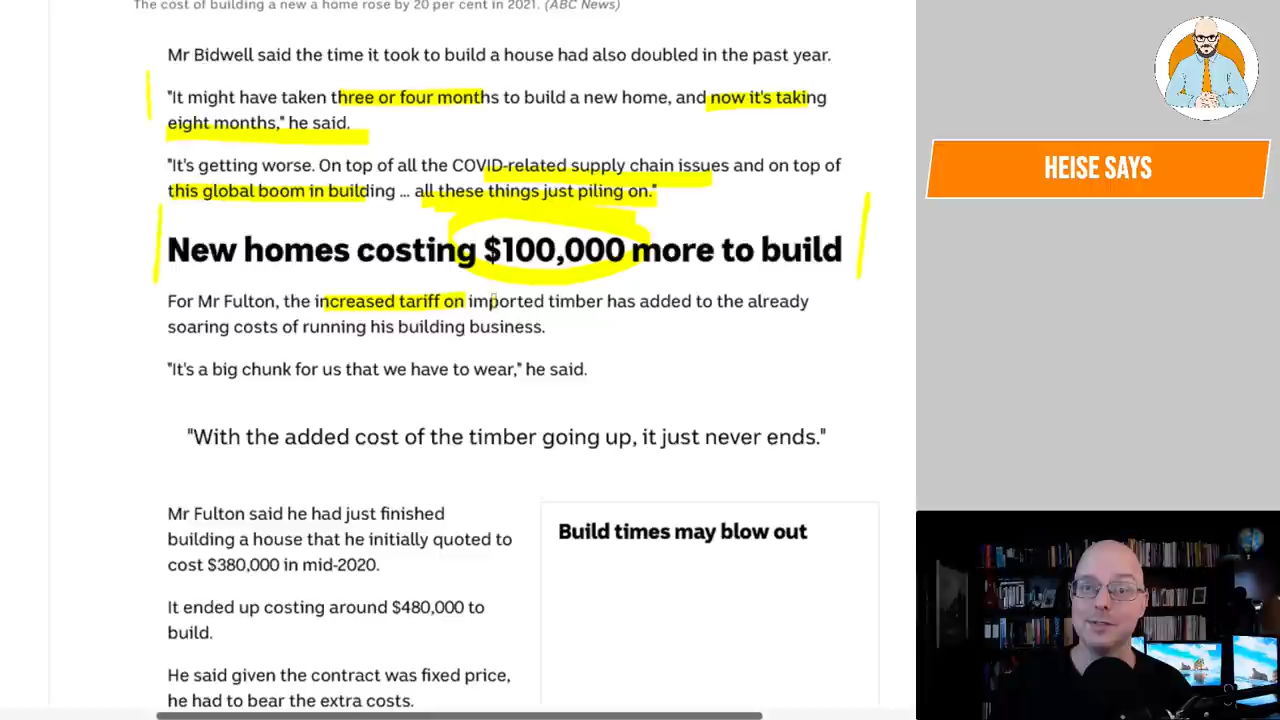 The cost of building a new a home rose by 20 per cent in 2021. (ABC News)
Mr Bidwell said the time it took to build a house had also doubled in the past year.
"It might have taken three or four months to build a new home, and now it's taking
eight months," he said.
"It's getting worse. On top of all the COVID-related supply chain issues and on top of
this global boom in building ... all these things just piling on."
New homes costing $100,000 more to build
For Mr Fulton, the increased tariff on imported timber has added to the already
soaring costs of running his building business.
"It's a big chunk for us that we have to wear," he said.
"With the added cost of the timber going up, it just never ends."
Mr Fulton said he had just finished
building a house that he initially quoted to
cost $380,000 in mid-2020.
It ended up costing around $480,000 to
build.
He said given the contract was fixed price,
he had to bear the extra costs.
Build times may blow out
HEISE SAYS